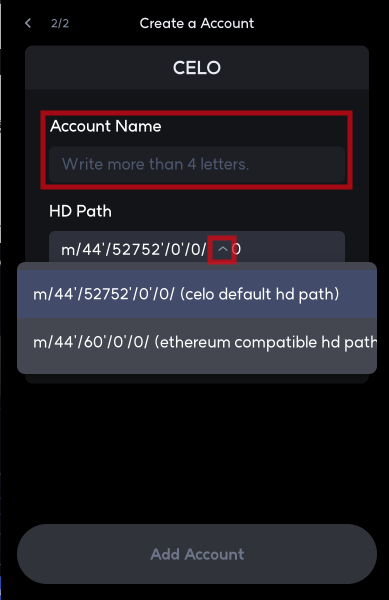 2/2 Create a Account
CELO
Account Name
Write more than 4 letters.
HD Path
m/44'/52752'/0'/0/ 0
m/44'/52752'/0'/0/ (celo default hd path)
m/44'/60'/0'/0/ (ethereum compatible hd path
Add Account